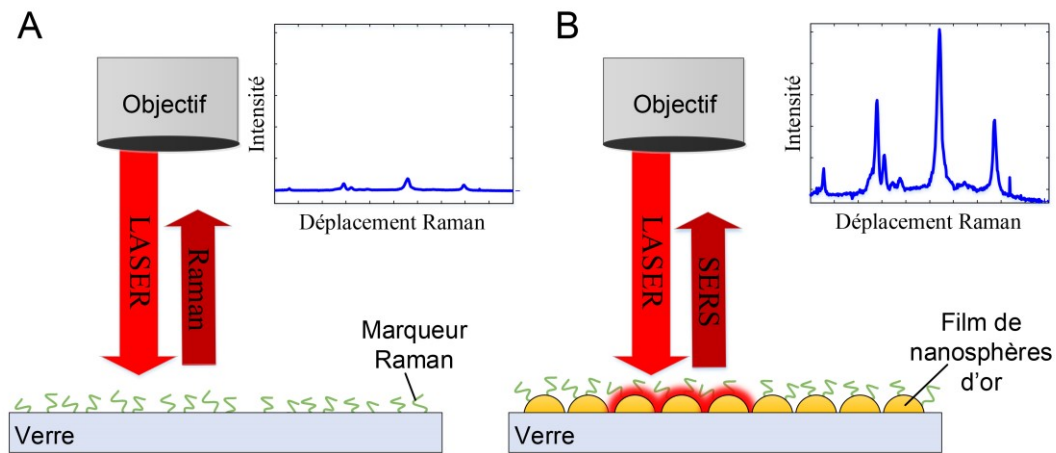 A
Objectif
Intensité
Déplacement Raman
LASER
Raman
Marqueur
Raman
Verre
B
Objectif
Intensité
Déplacement Raman
LASER
SERS
Film de
nanosphères
d'or
Verre